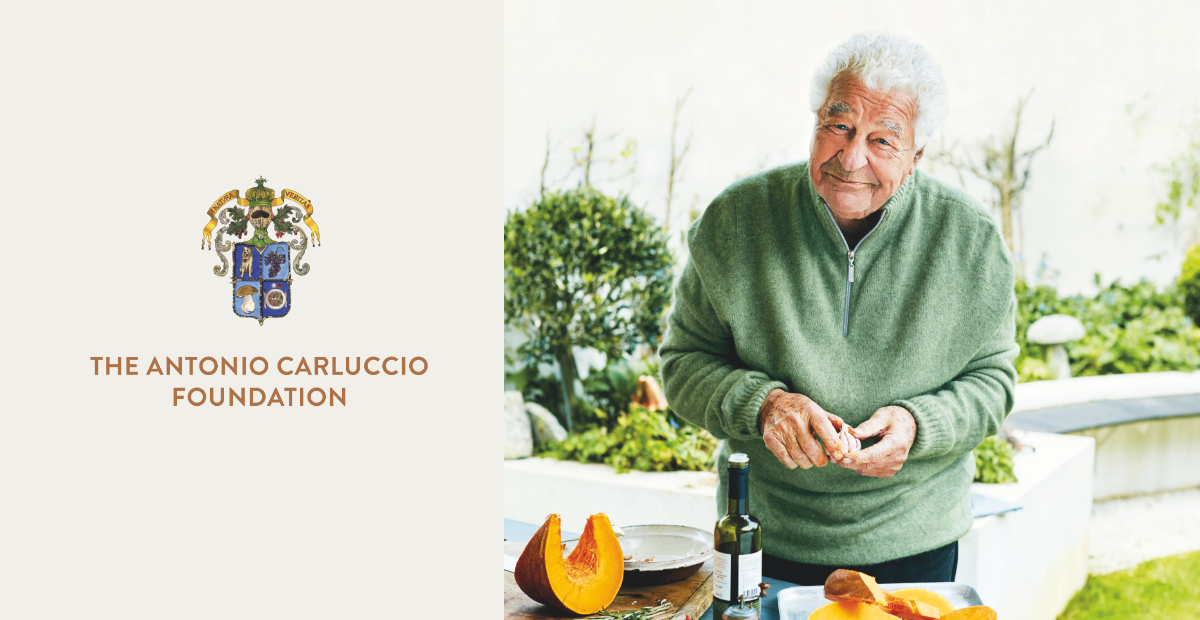 THE ANTONIO CARLUCCIO
FOUNDATION